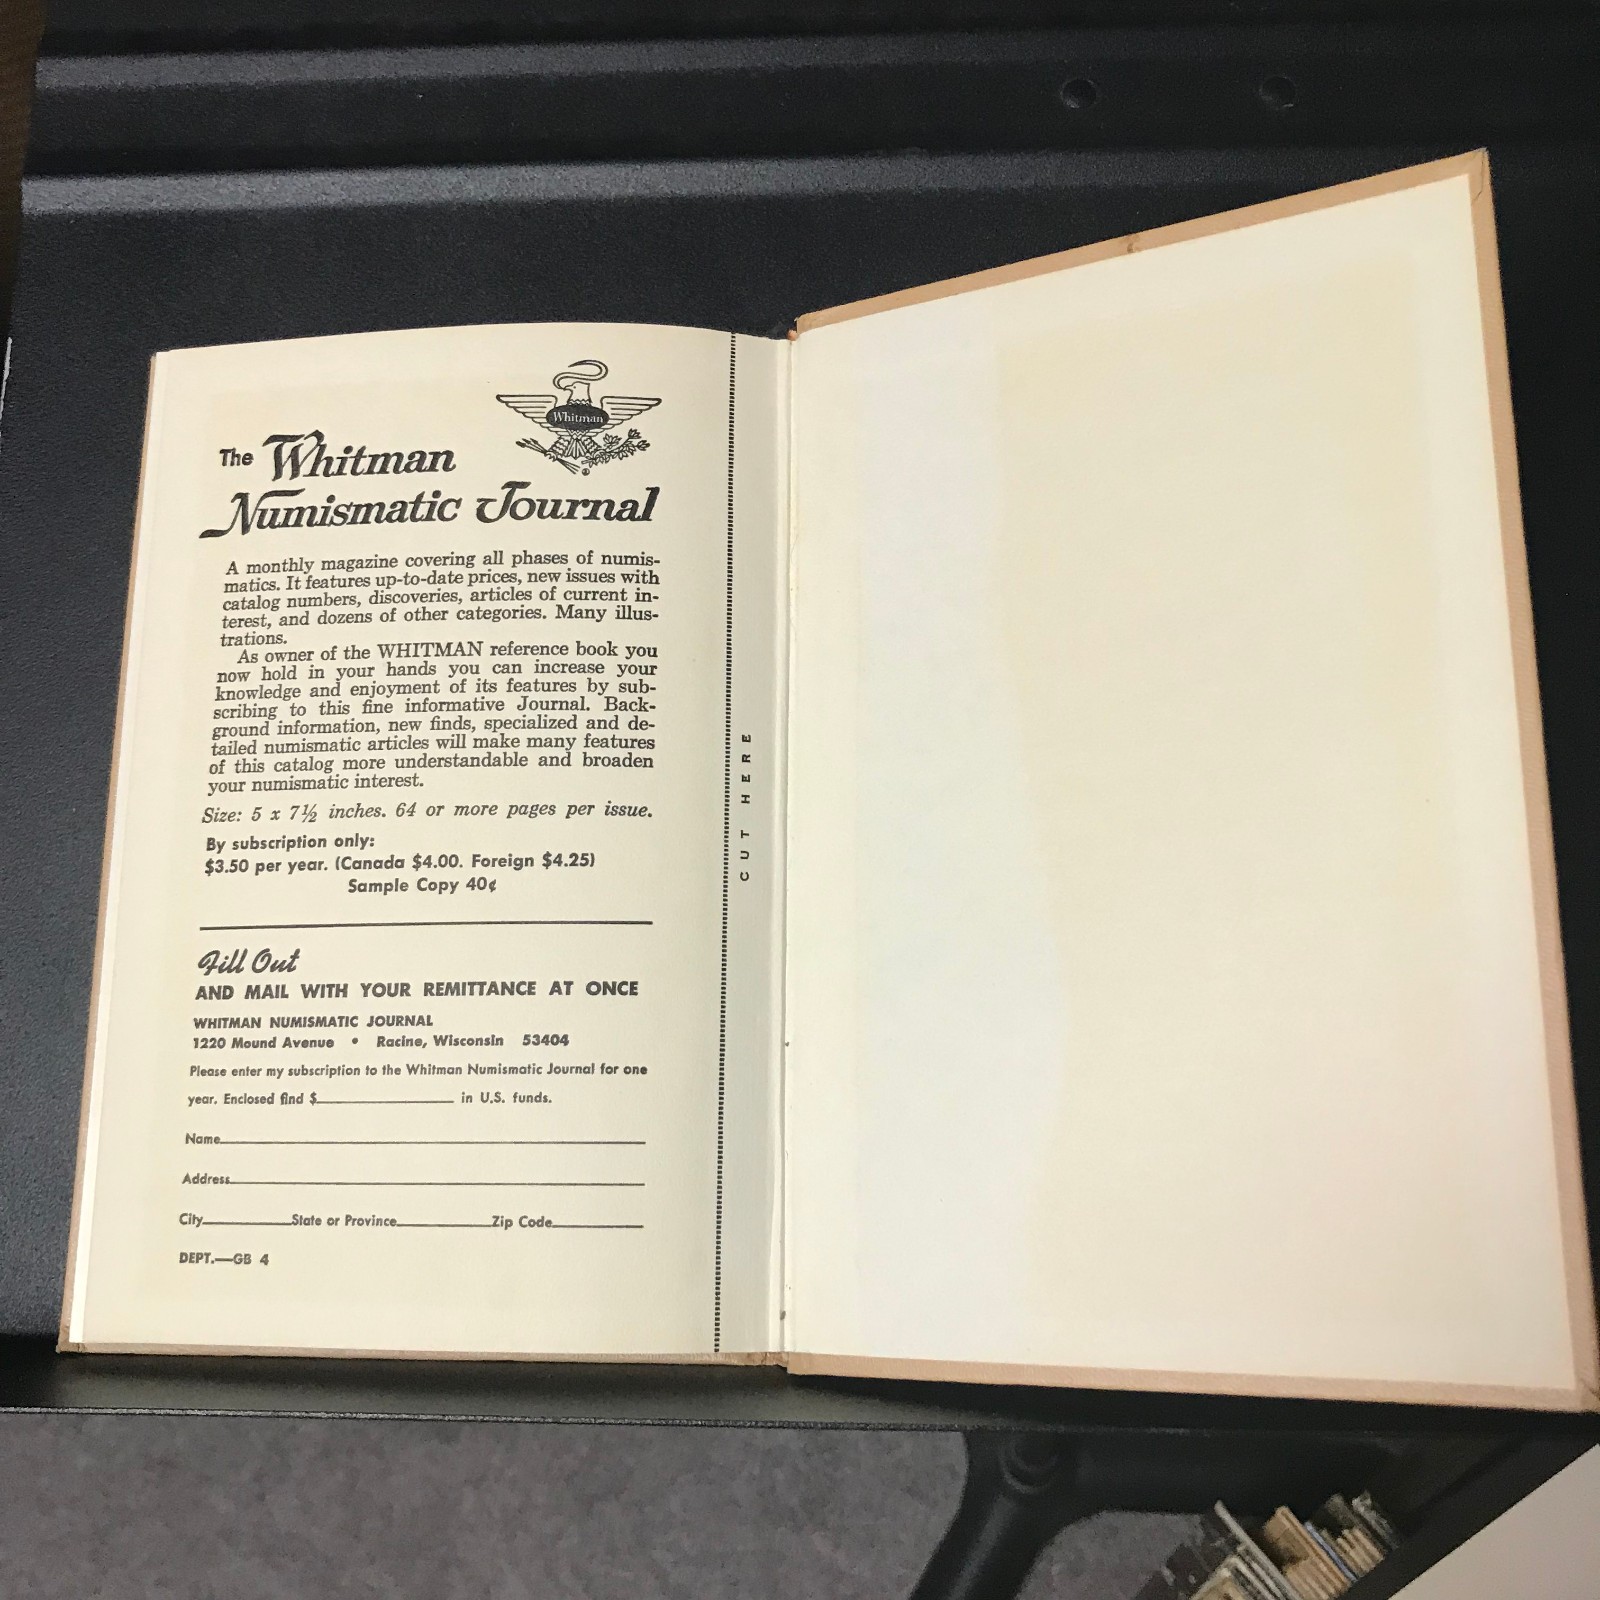 Whitman
The Whitman
Numismatic Journal
A monthly magazine covering all phases of numis-
matics. It features up-to-date prices, new issues with
catalog numbers, discoveries, articles of current in-
terest, and dozens of other categories. Many illus-
trations.
As owner of the WHITMAN reference book you
now hold in your hands you can increase your
knowledge and enjoyment of its features by sub-
scribing to this fine informative Journal. Back-
ground information, new finds, specialized and de-
tailed numismatic articles will make many features
of this catalog more understandable and broaden
your numismatic interest.
Size: 5 x 7½ inches. 64 or more pages per issue.
By subscription only:
$3.50 per year. (Canada $4.00. Foreign $4.25)
Sample Copy 40¢
Fill Out
AND MAIL WITH YOUR REMITTANCE AT ONCE
WHITMAN NUMISMATIC JOURNAL
1220 Mound Avenue • Racine, Wisconsin 53404
Please enter my subscription to the Whitman Numismatic Journal for one
year. Enclosed find $____________ in U.S. funds.
Name____________
Address____________
City____________State or Province____________Zip Code____________
DEPT.—GB 4
CUT HERE